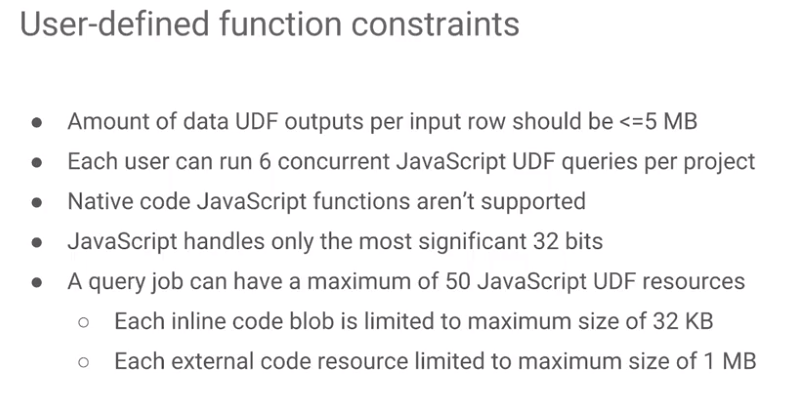 User-defined function constraints
● Amount of data UDF outputs per input row should be <=5 MB
● Each user can run 6 concurrent JavaScript UDF queries per project
● Native code JavaScript functions aren’t supported
● JavaScript handles only the most significant 32 bits
● A query job can have a maximum of 50 JavaScript UDF resources
○ Each inline code blob is limited to maximum size of 32 KB
○ Each external code resource limited to maximum size of 1 MB